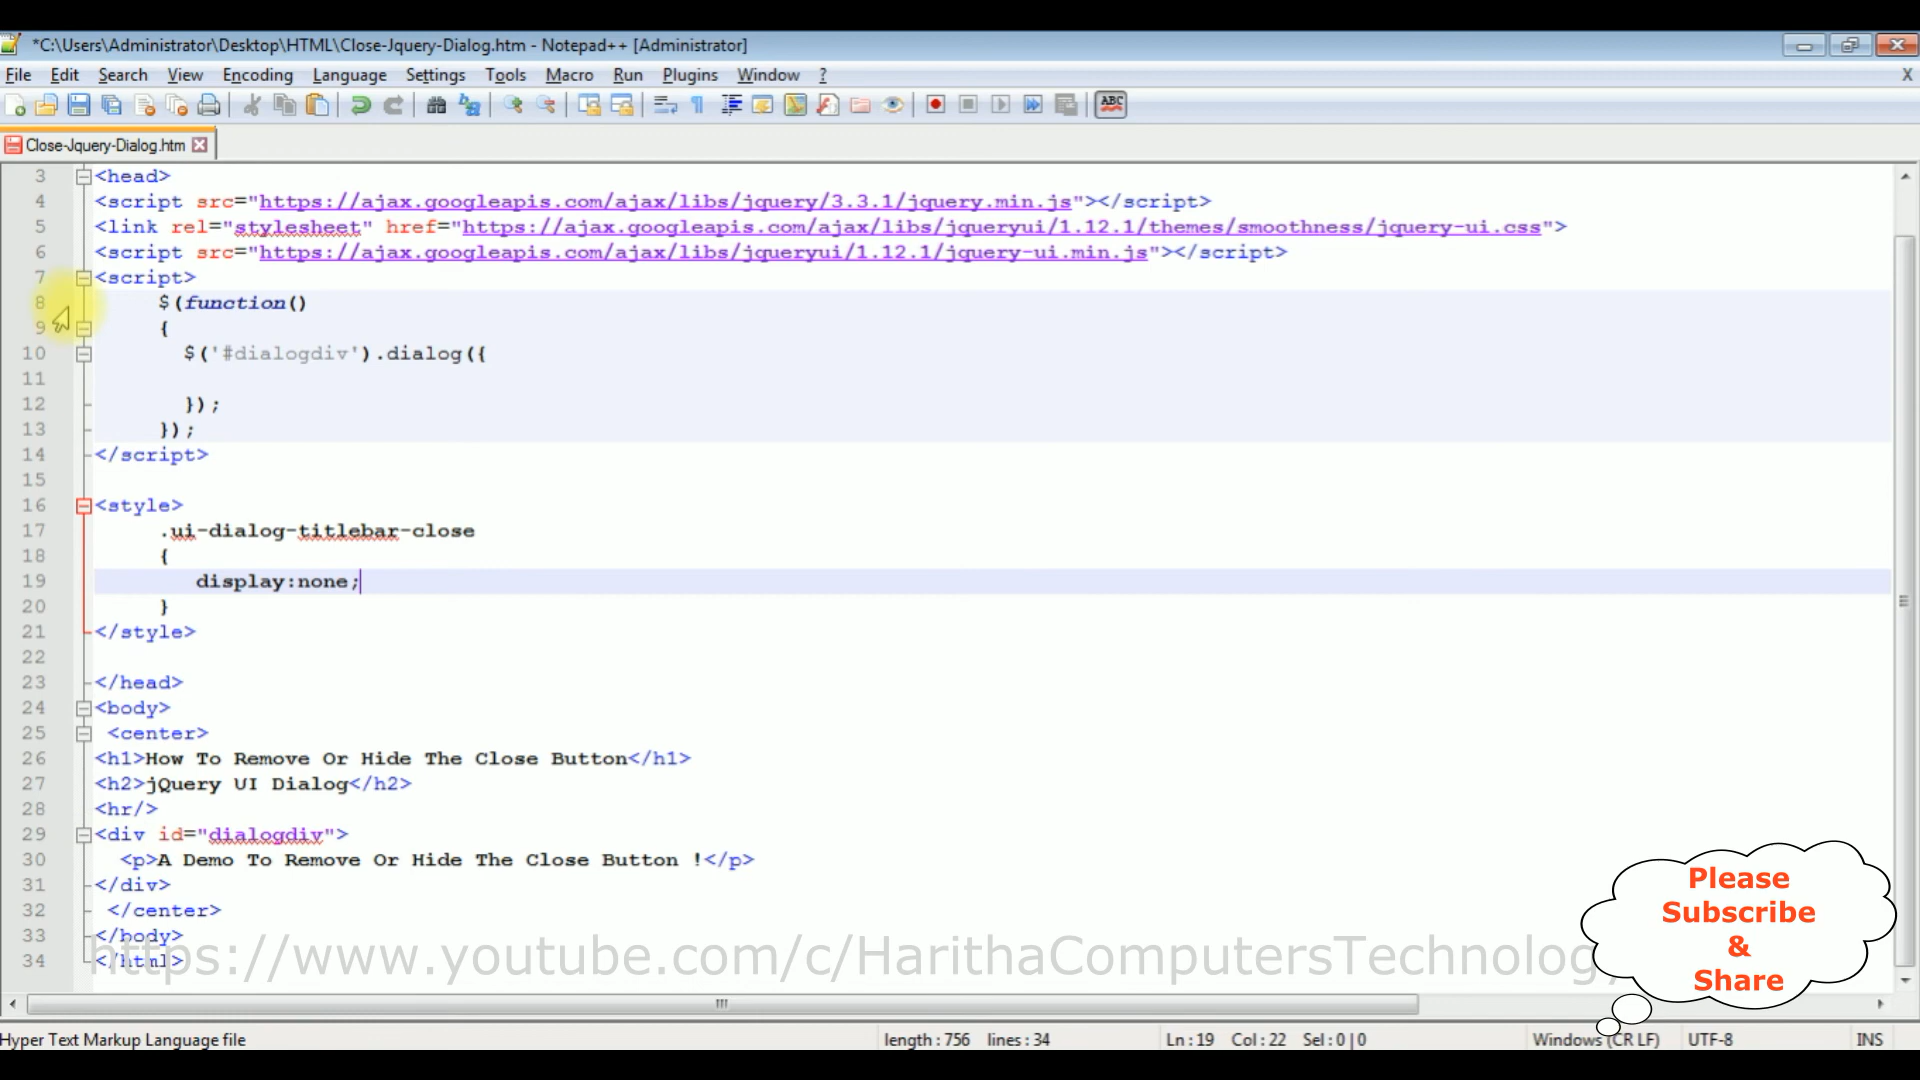 *C:\Users\Administrator\Desktop\HTML\Close-Jquery-Dialog.htm - Notepad++ [Administrator]
File Edit Search View Encoding Language Settings Tools Macro Run Plugins Window ? X
ABC
Close-Jquery-Dialog.htm
3 <head>
4 <script src="https://ajax.googleapis.com/ajax/libs/jquery/3.3.1/jquery.min.js"></script>
5 <link rel="stylesheet" href="https://ajax.googleapis.com/ajax/libs/jqueryui/1.12.1/themes/smoothness/jquery-ui.css">
6 <script src="https://ajax.googleapis.com/ajax/libs/jqueryui/1.12.1/jquery-ui.min.js"></script>
7 <script>
8 $(function()
9 {
10 $('#dialogdiv').dialog({
11
12 });
13 });
14 </script>
15
16 <style>
17 .ui-dialog-titlebar-close
18 {
19 display:none;
20 }
21 </style>
22
23 </head>
24 <body>
25 <center>
26 <h1>How To Remove Or Hide The Close Button</h1>
27 <h2>jQuery UI Dialog</h2>
28 <hr/>
29 <div id="dialogdiv">
30 <p>A Demo To Remove Or Hide The Close Button !</p>
31 </div>
32 </center>
33 </body>
34 </html>
https://www.youtube.com/c/HarithaComputersTechnology
Please
Subscribe
&
Share
Hyper Text Markup Language file length : 756 lines : 34 Ln : 19 Col : 22 Sel : 0 | 0 Windows (CR LF) UTF-8 INS